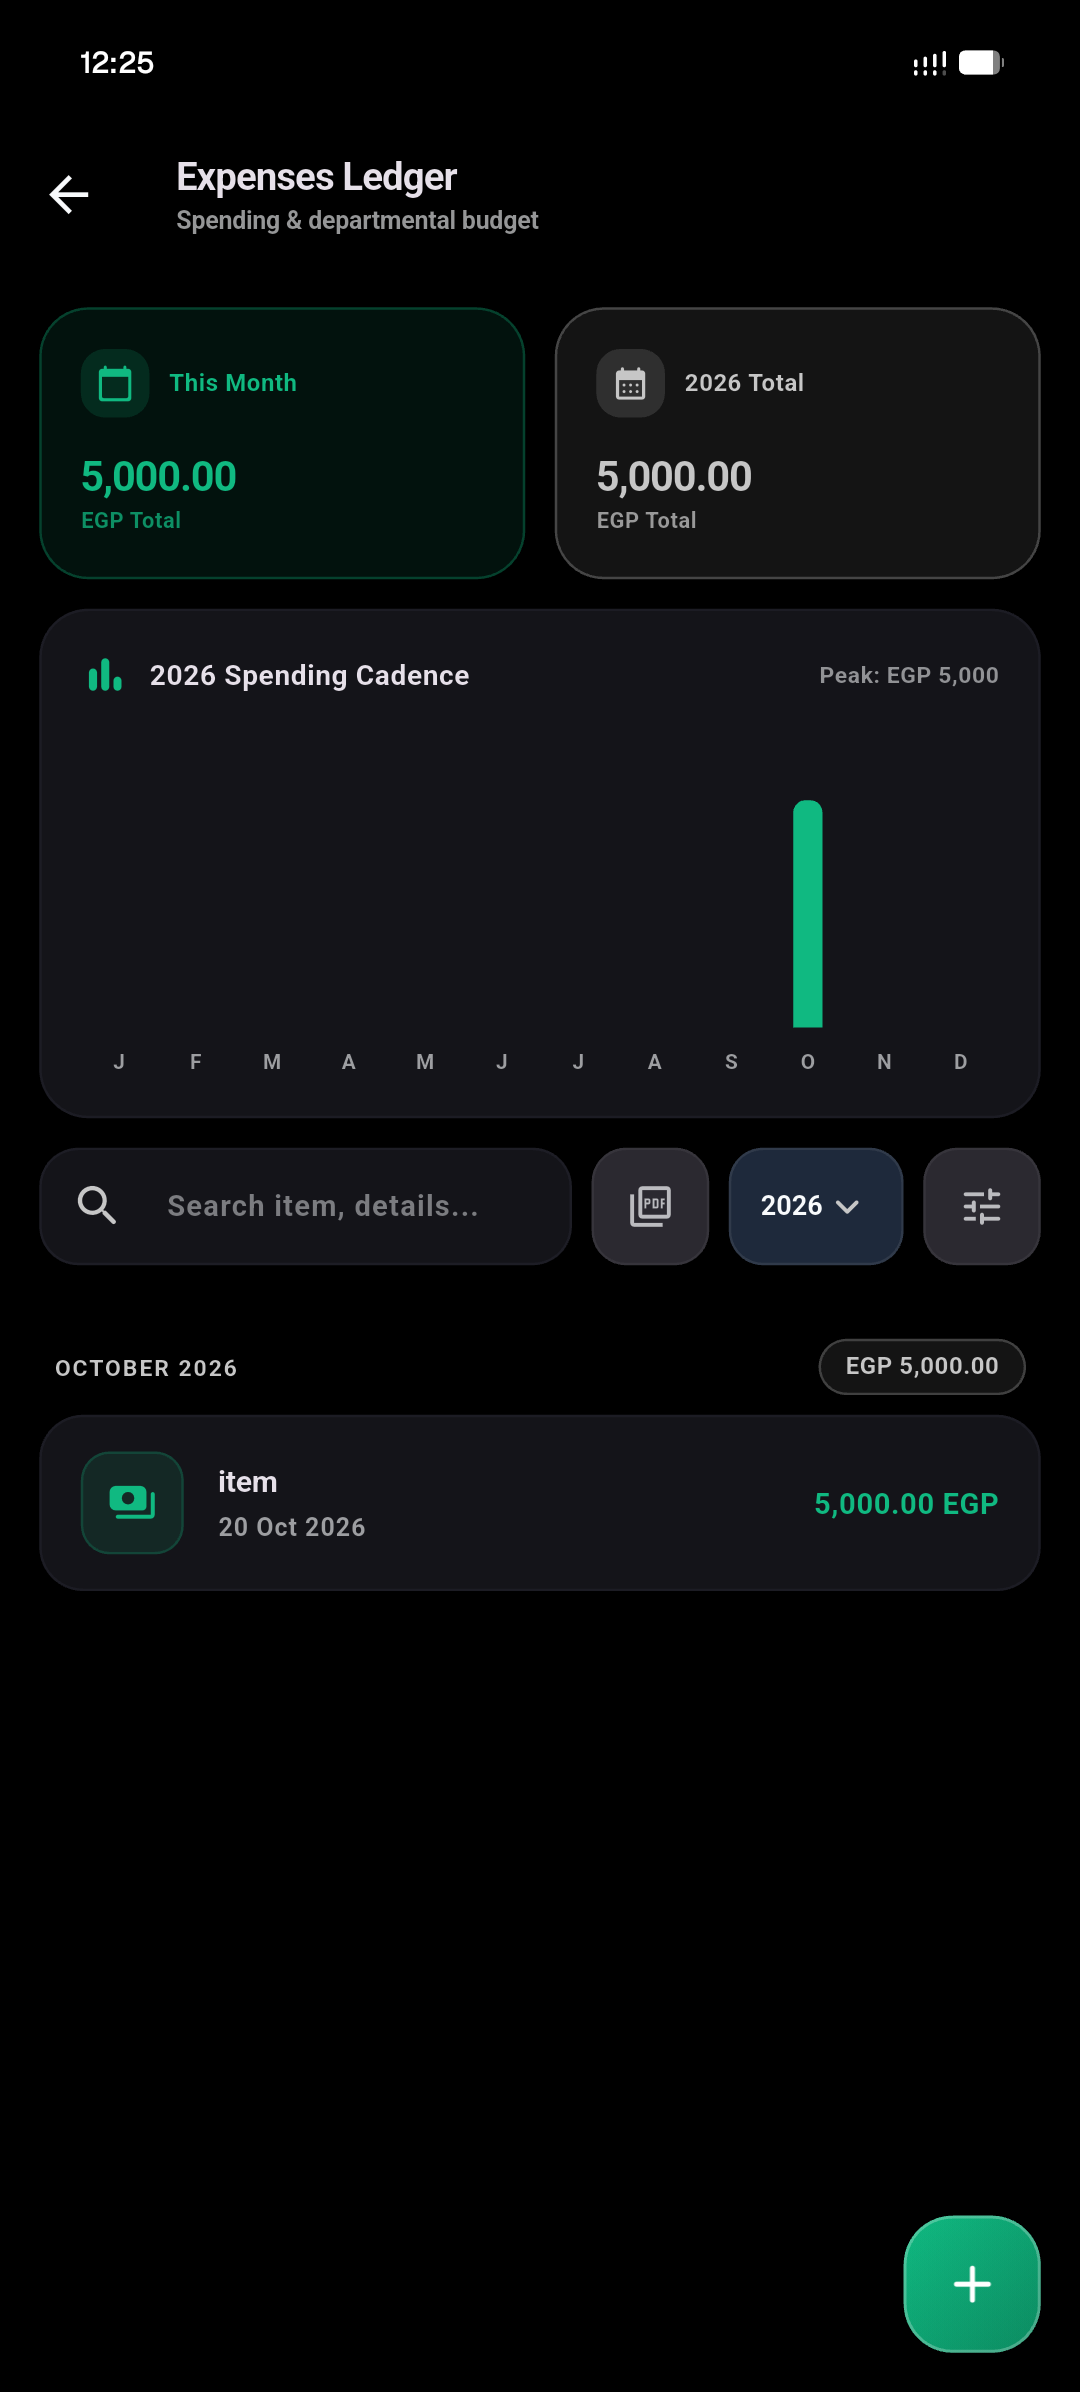 12:25
Expenses Ledger
Spending & departmental budget
This Month
5,000.00
EGP Total
2026 Total
5,000.00
EGP Total
2026 Spending Cadence
Peak: EGP 5,000
J F M A M J J A S O N D
Search item, details...
PDF
2026
OCTOBER 2026
EGP 5,000.00
item
20 Oct 2026
5,000.00 EGP